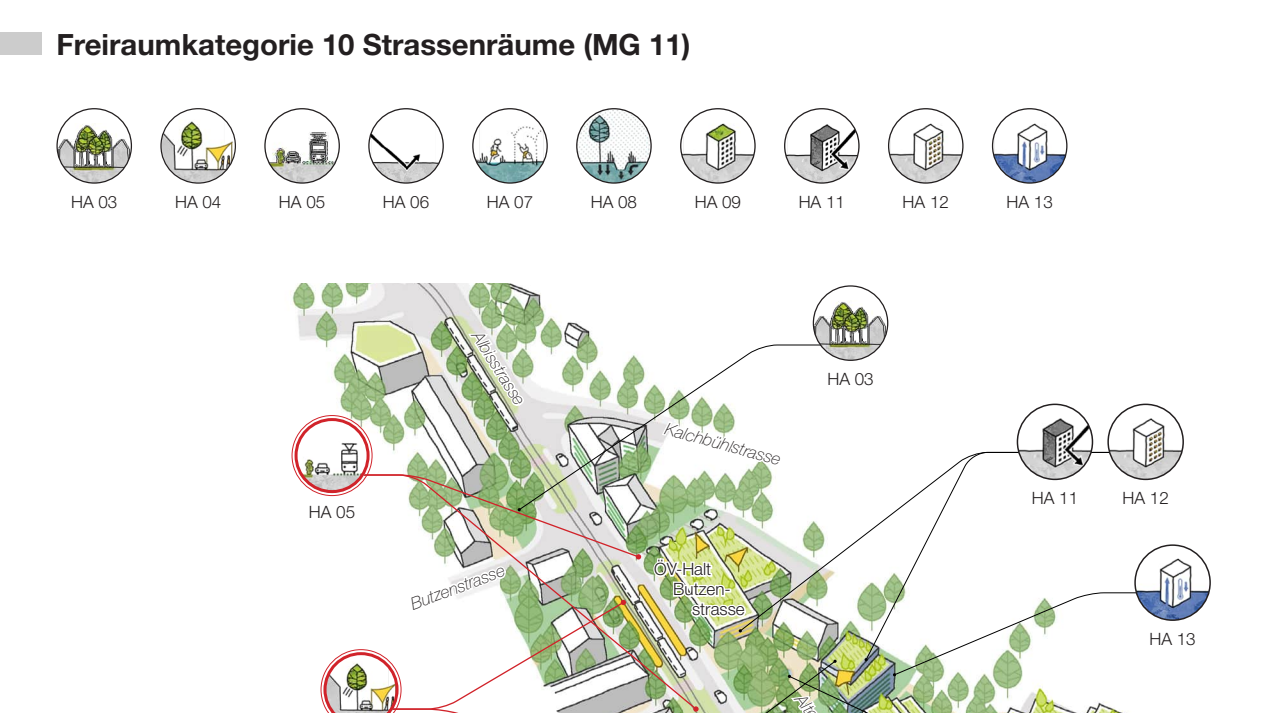 Freiraumkategorie 10 Strassenräume (MG 11)
HA 03 HA 04 HA 05 HA 06 HA 07 HA 08 HA 09 HA 11 HA 12 HA 13
Albisstrasse
HA 03
Kalchbühlstrasse
HA 05
HA 11 HA 12
ÖV-Halt
Butzen-
strasse
Butzenstrasse
HA 13